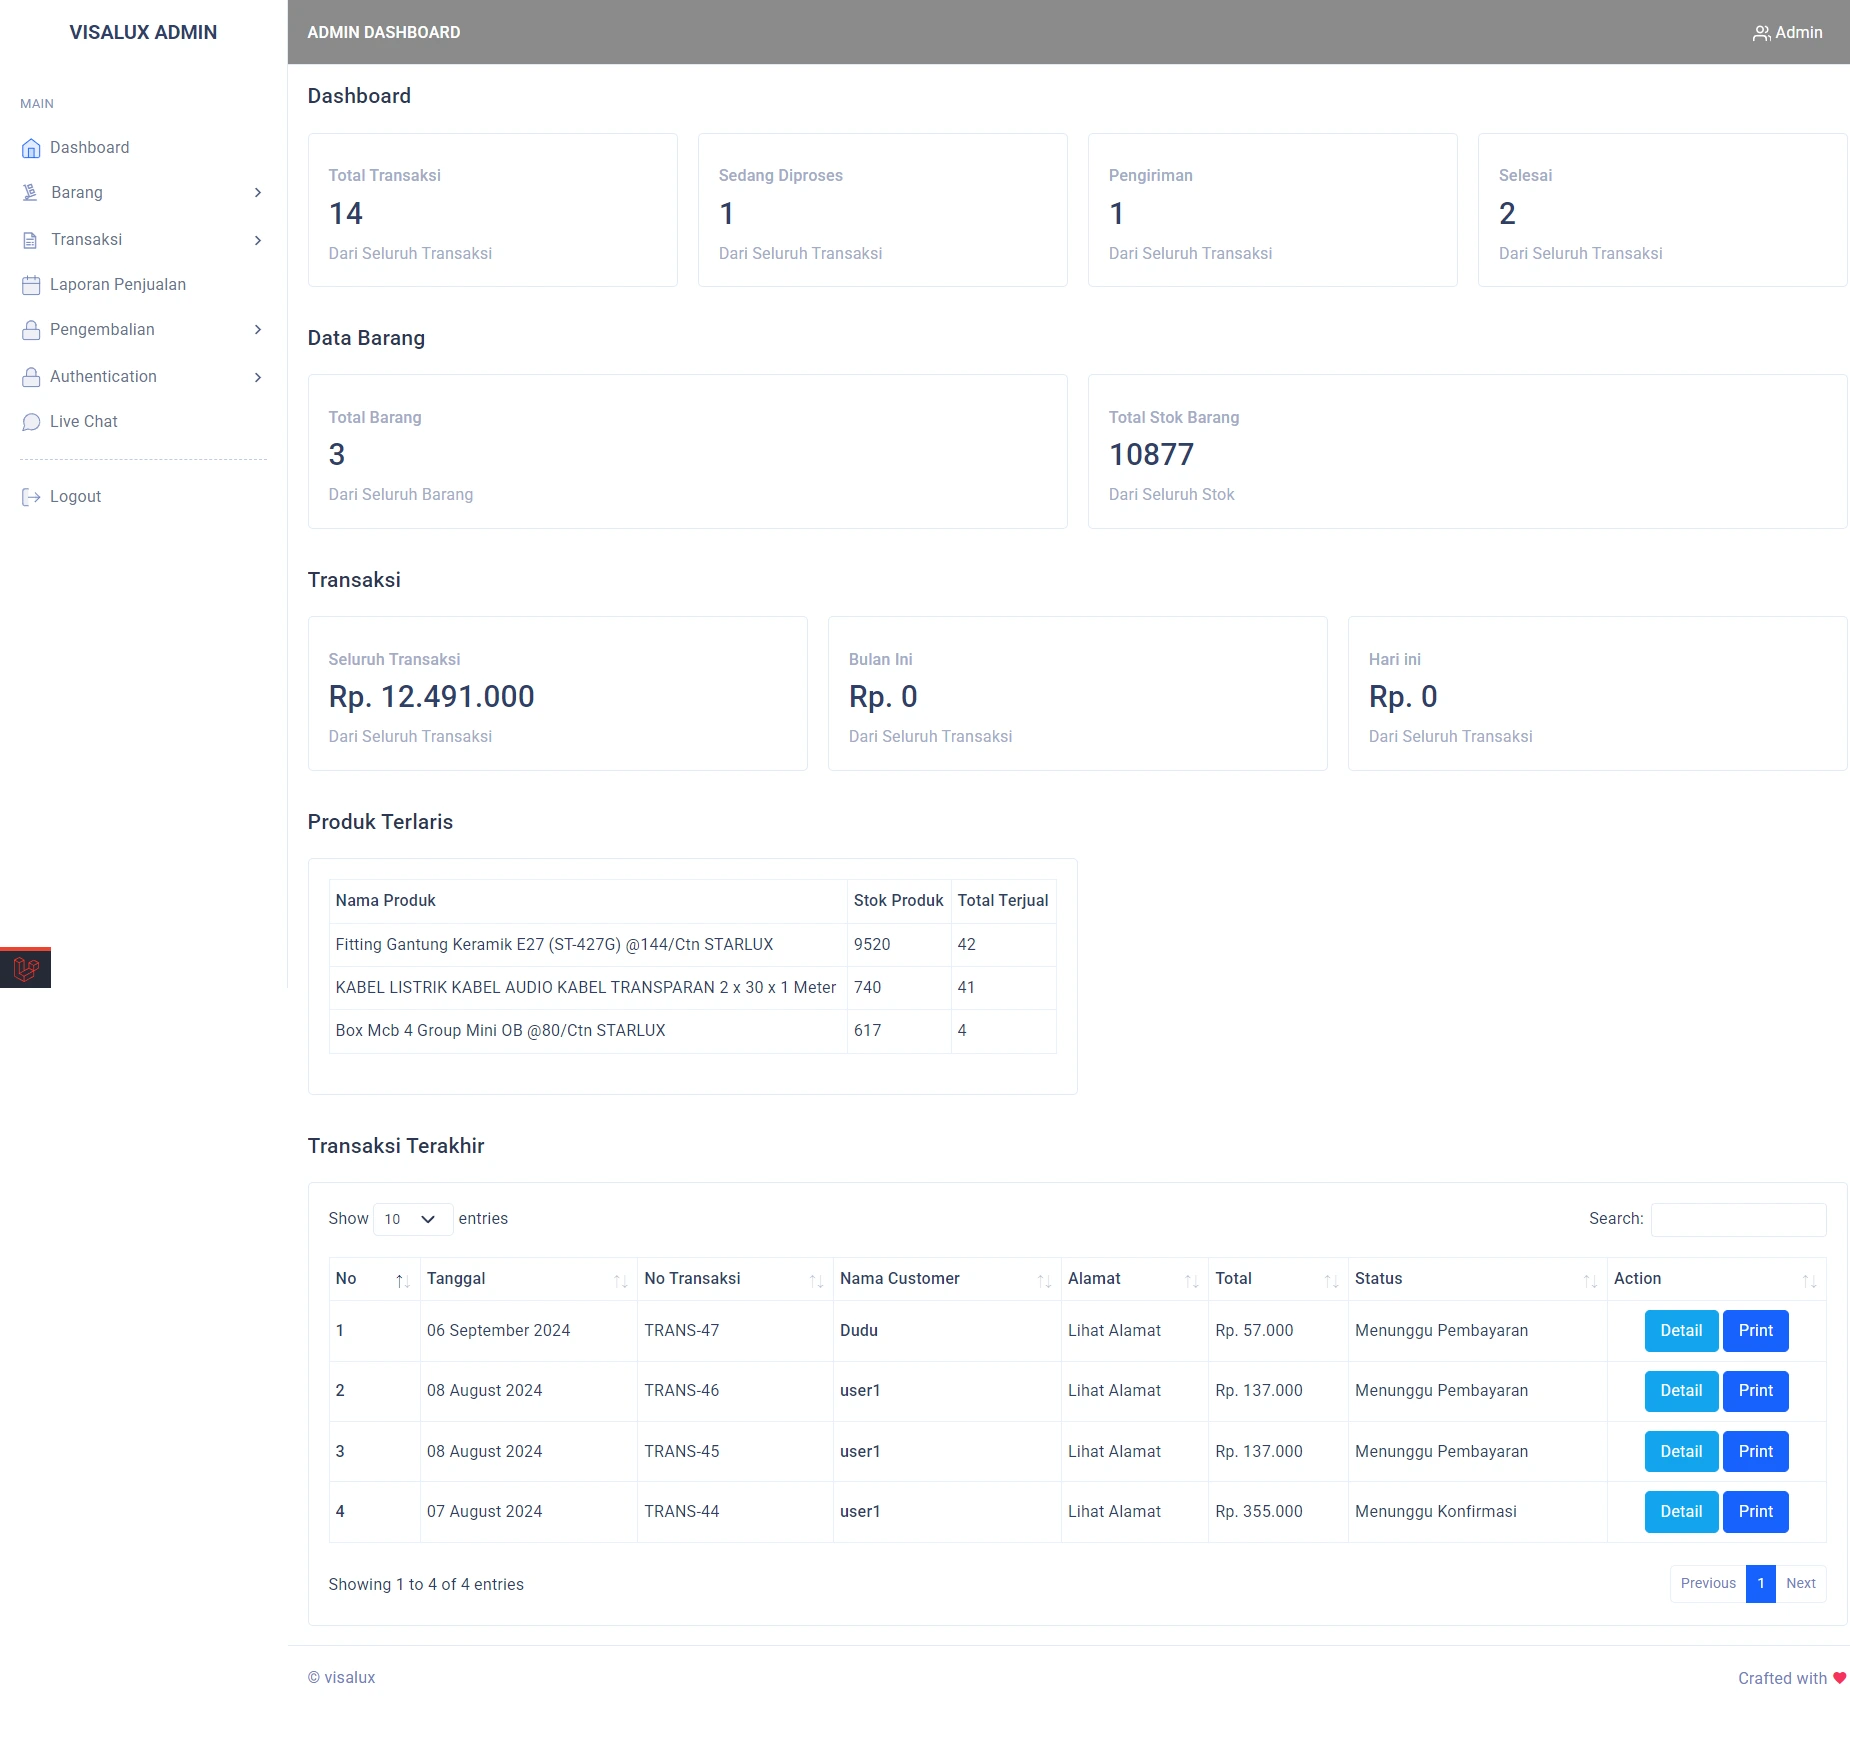 VISALUX ADMIN
ADMIN DASHBOARD
Admin
MAIN
Dashboard
Barang
Transaksi
Laporan Penjualan
Pengembalian
Authentication
Live Chat
Logout
Dashboard
Total Transaksi
14
Dari Seluruh Transaksi
Sedang Diproses
1
Dari Seluruh Transaksi
Pengiriman
1
Dari Seluruh Transaksi
Selesai
2
Dari Seluruh Transaksi
Data Barang
Total Barang
3
Dari Seluruh Barang
Total Stok Barang
10877
Dari Seluruh Stok
Transaksi
Seluruh Transaksi
Rp. 12.491.000
Dari Seluruh Transaksi
Bulan Ini
Rp. 0
Dari Seluruh Transaksi
Hari ini
Rp. 0
Dari Seluruh Transaksi
Produk Terlaris
Nama Produk Stok Produk Total Terjual
Fitting Gantung Keramik E27 (ST-427G) @144/Ctn STARLUX 9520 42
KABEL LISTRIK KABEL AUDIO KABEL TRANSPARAN 2 x 30 x 1 Meter 740 41
Box Mcb 4 Group Mini OB @80/Ctn STARLUX 617 4
Transaksi Terakhir
Show 10 entries Search:
No Tanggal No Transaksi Nama Customer Alamat Total Status Action
1 06 September 2024 TRANS-47 Dudu Lihat Alamat Rp. 57.000 Menunggu Pembayaran Detail Print
2 08 August 2024 TRANS-46 user1 Lihat Alamat Rp. 137.000 Menunggu Pembayaran Detail Print
3 08 August 2024 TRANS-45 user1 Lihat Alamat Rp. 137.000 Menunggu Pembayaran Detail Print
4 07 August 2024 TRANS-44 user1 Lihat Alamat Rp. 355.000 Menunggu Konfirmasi Detail Print
Showing 1 to 4 of 4 entries Previous 1 Next
© visalux Crafted with